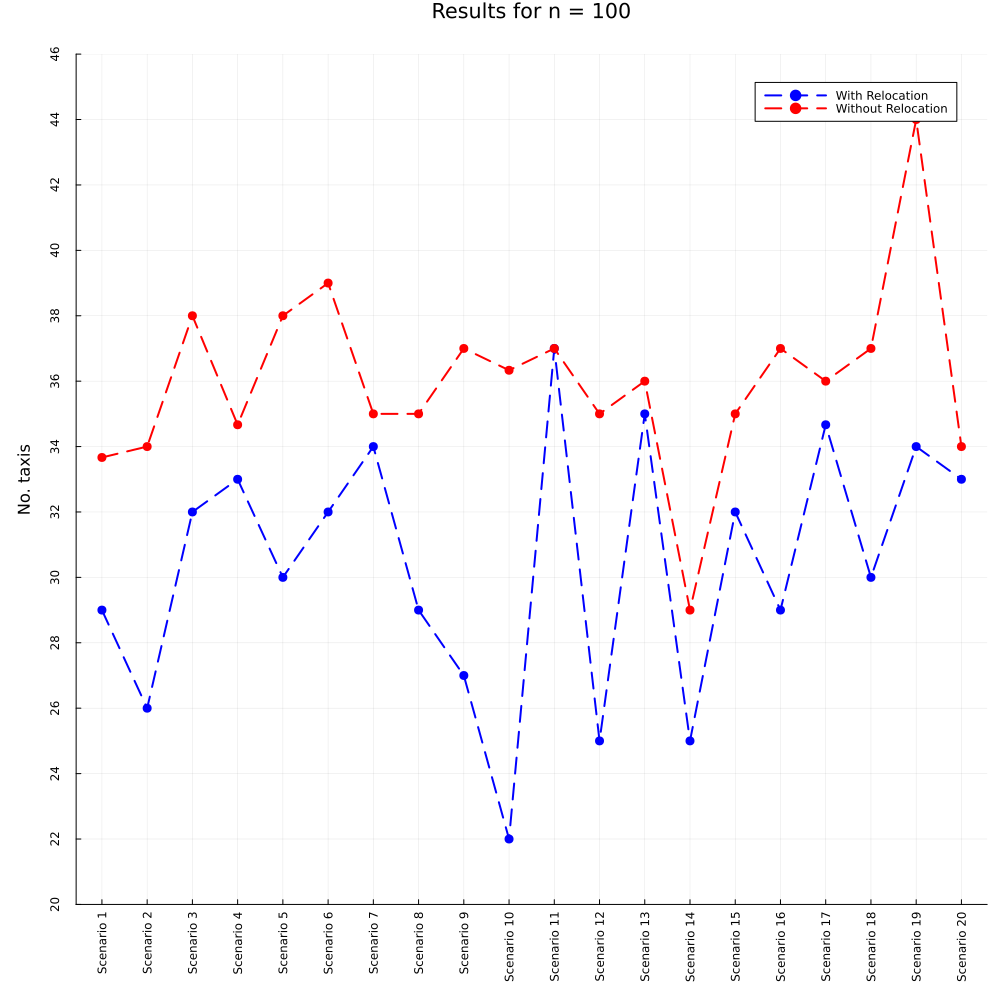 Results for n = 100
With Relocation
Without Relocation
No. taxis
46
44
42
40
38
36
34
32
30
28
26
24
22
20
Scenario 1
Scenario 2
Scenario 3
Scenario 4
Scenario 5
Scenario 6
Scenario 7
Scenario 8
Scenario 9
Scenario 10
Scenario 11
Scenario 12
Scenario 13
Scenario 14
Scenario 15
Scenario 16
Scenario 17
Scenario 18
Scenario 19
Scenario 20